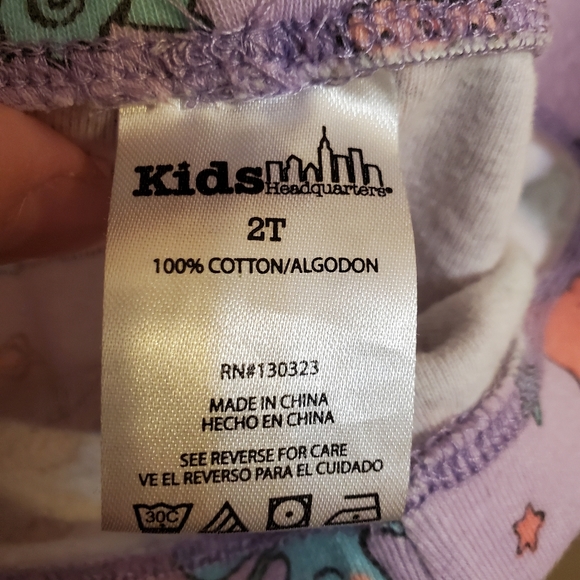 Kids Headquarters®
2T
100% COTTON/ALGODON
RN#130323
MADE IN CHINA
HECHO EN CHINA
SEE REVERSE FOR CARE
VE EL REVERSO PARA EL CUIDADO
30C